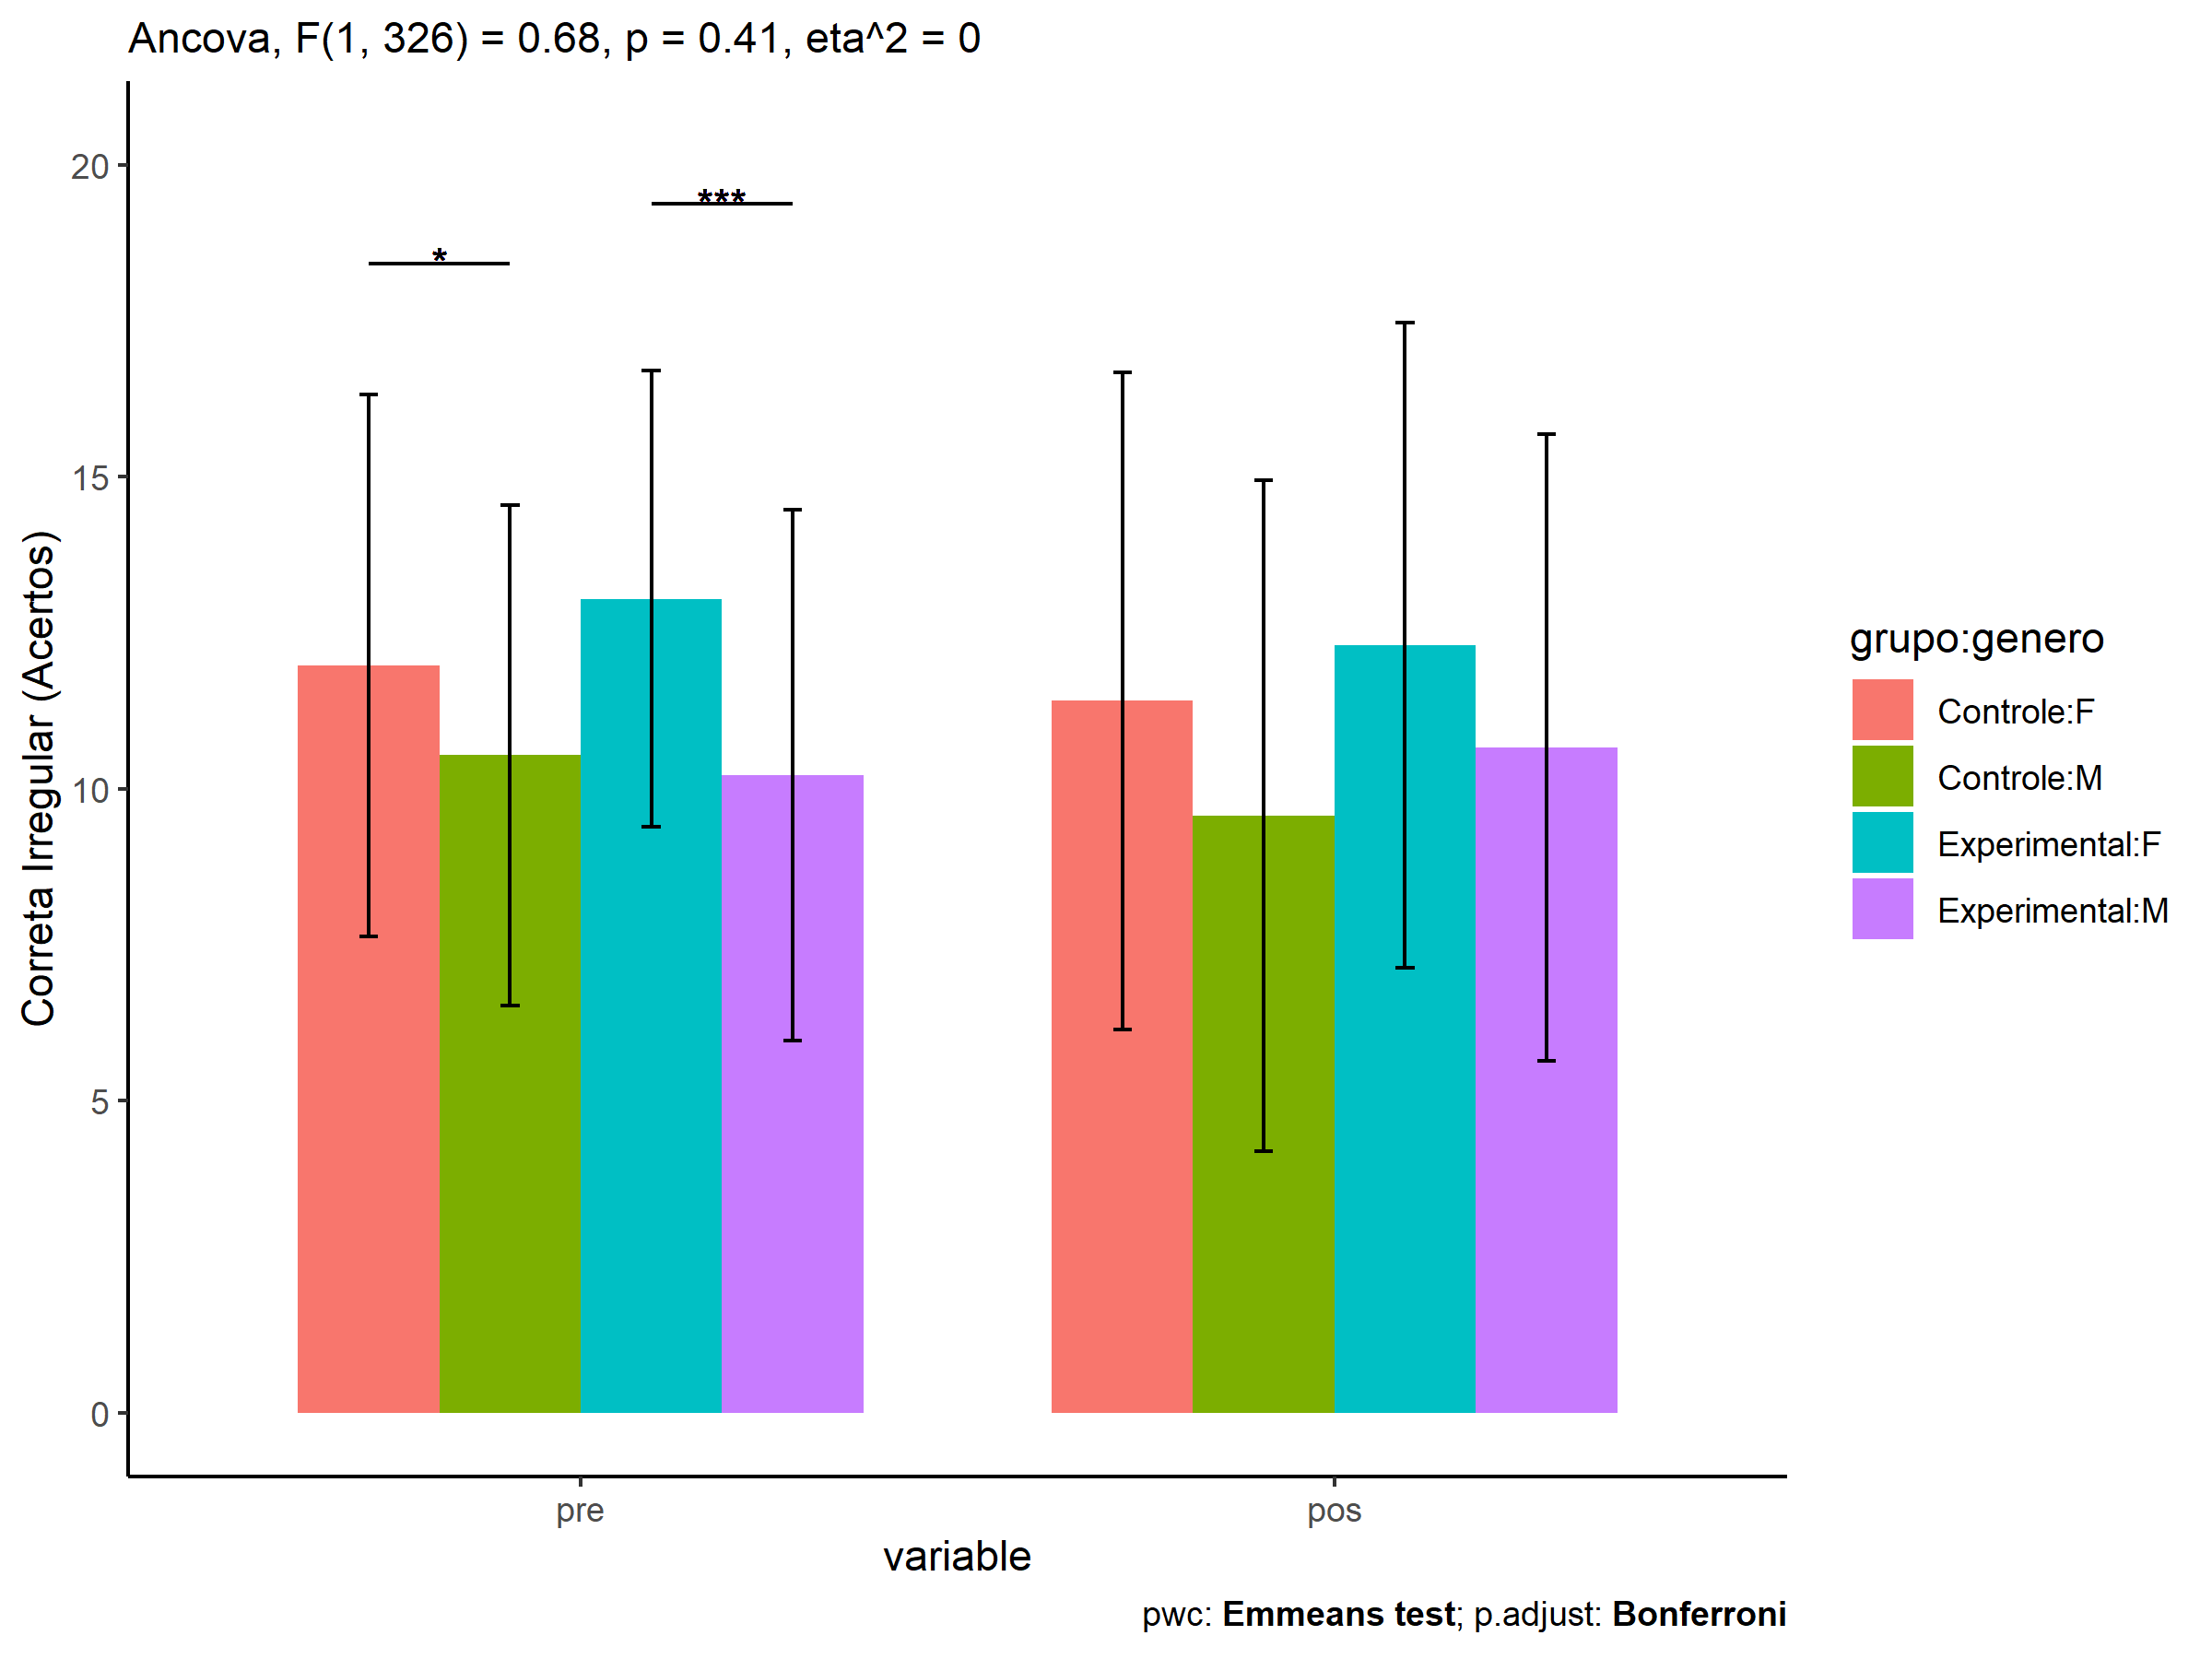 Ancova, F(1, 326) = 0.68, p = 0.41, eta^2 = 0
Correta Irregular (Acertos)
20
15
10
5
0
***
*
pre
pos
variable
grupo:genero
Controle:F
Controle:M
Experimental:F
Experimental:M
pwc: Emmeans test; p.adjust: Bonferroni